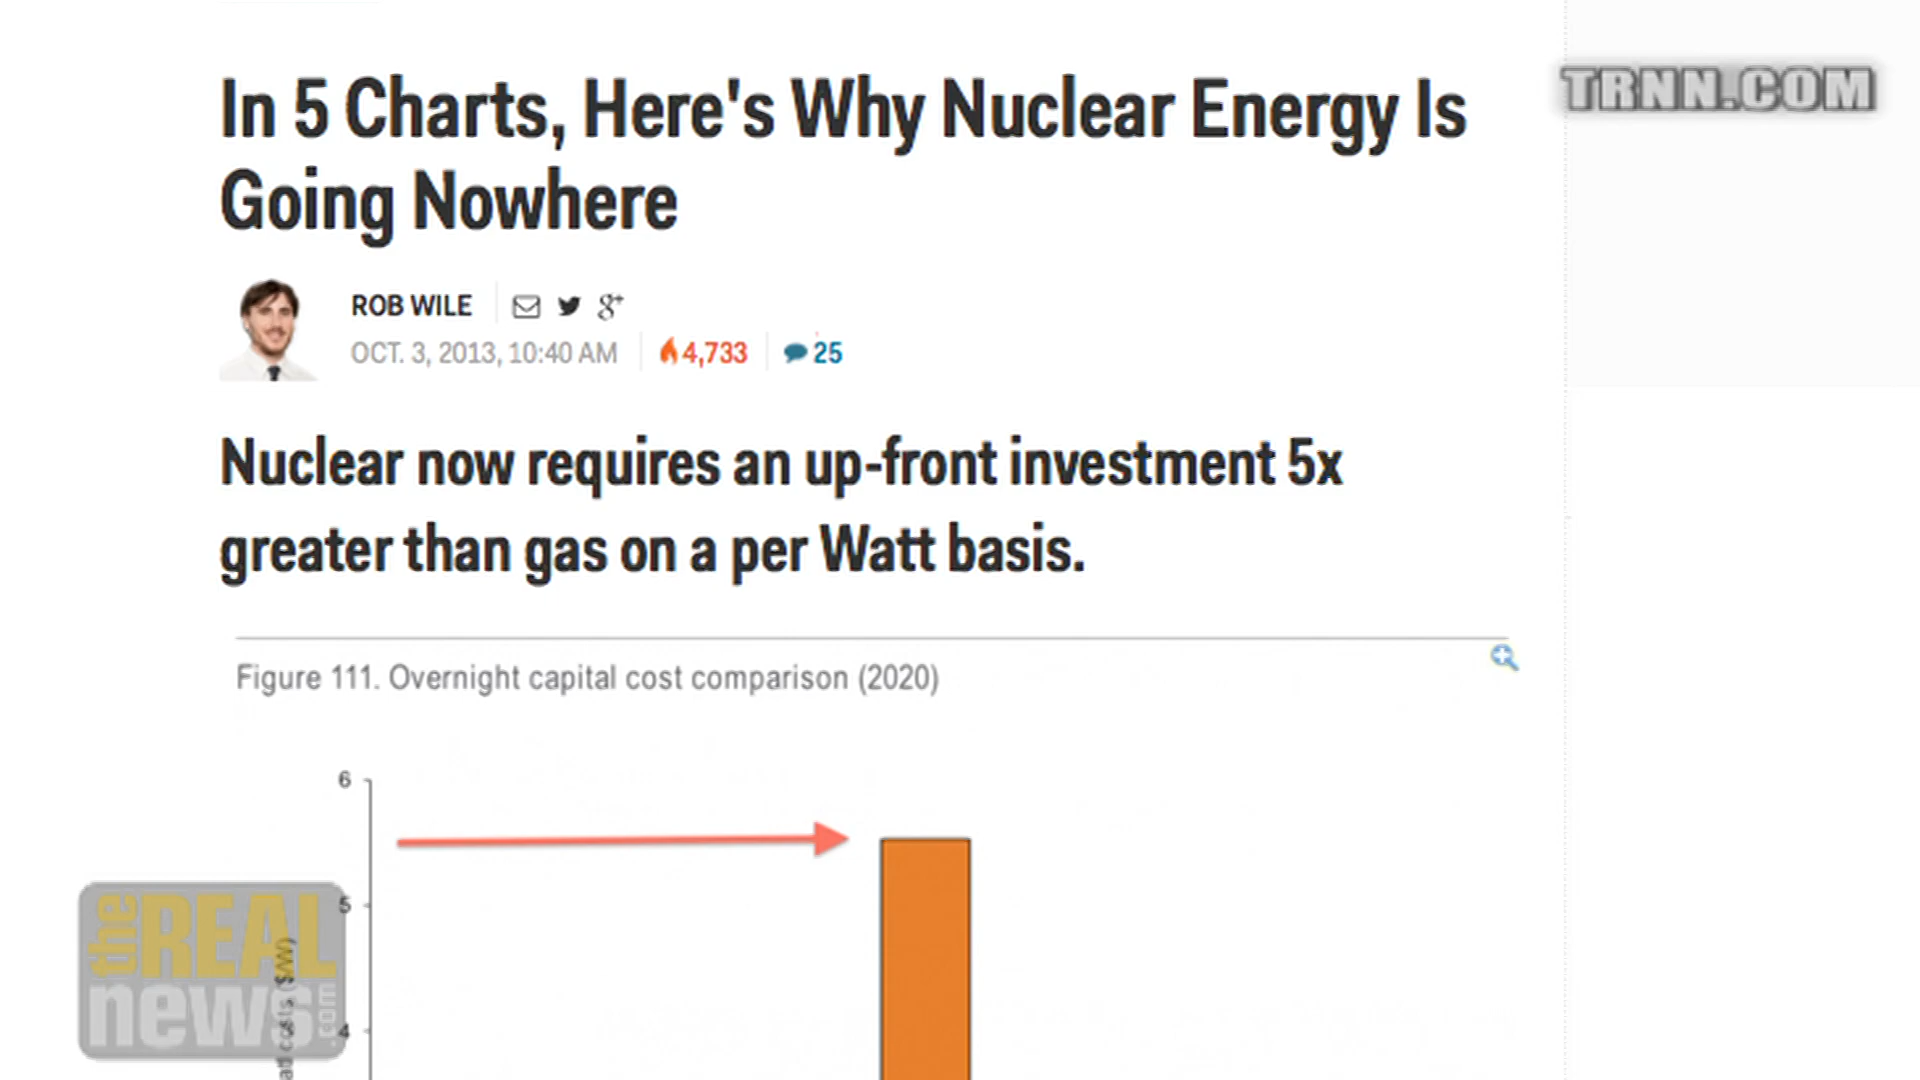 In 5 Charts, Here's Why Nuclear Energy Is
TRNN.COM
Going Nowhere
ROB WILE
g+
OCT. 3, 2013, 10:40 AM
4,733
25
Nuclear now requires an up-front investment 5x
greater than gas on a per Watt basis.
Figure 111. Overnight capital cost comparison (2020)
6
5
4
costs ($/W)
the REAL
news.com